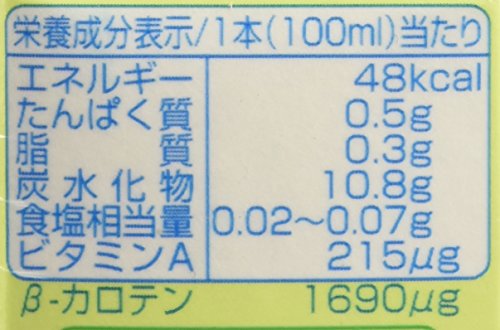 栄養成分表示/1本(100ml)当たり
エネルギー 48kcal
たんぱく質 0.5g
脂質 0.3g
炭水化物 10.8g
食塩相当量 0.02～0.07g
ビタミンA 215μg
β-カロテン 1690μg